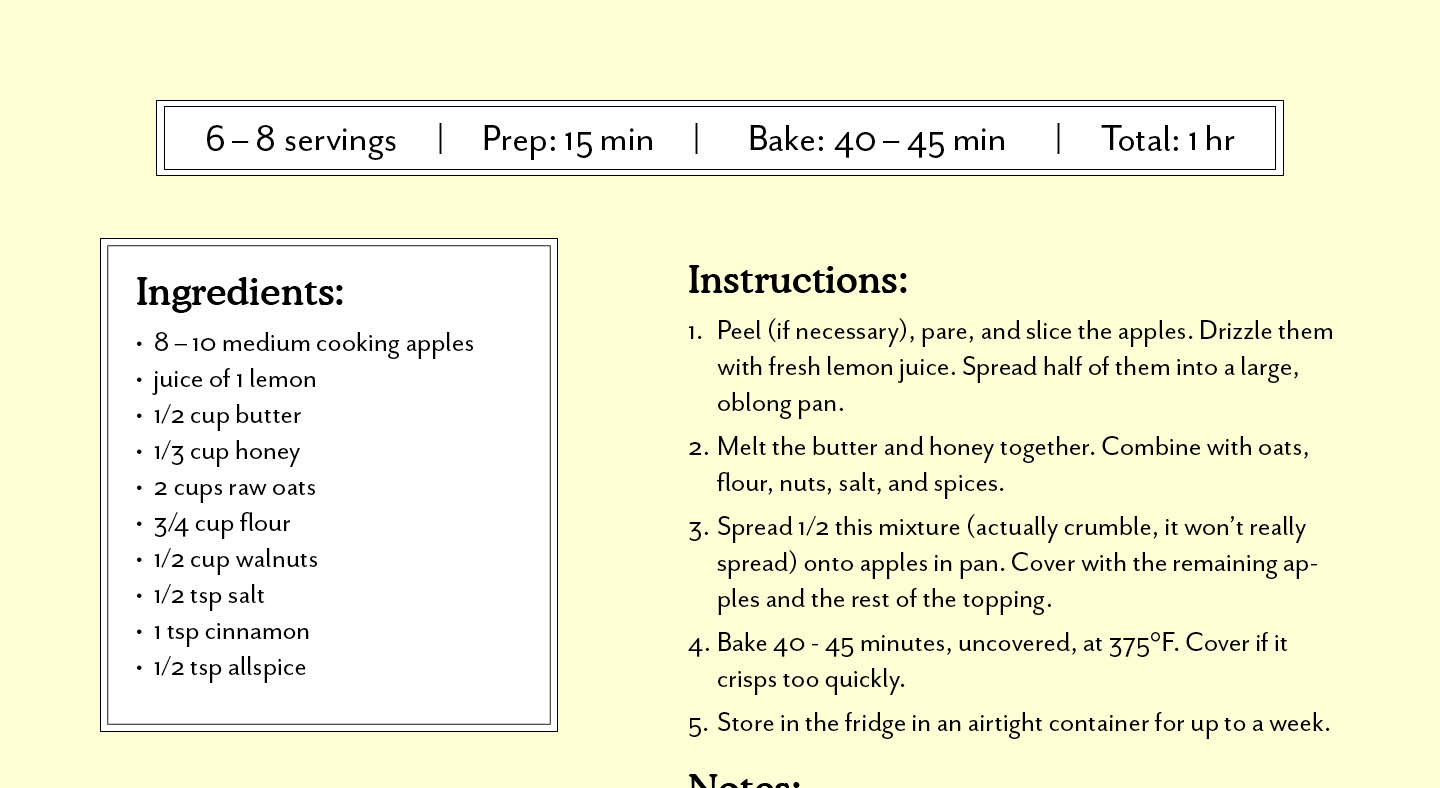 6 – 8 servings | Prep: 15 min | Bake: 40 – 45 min | Total: 1 hr
Ingredients:
• 8 – 10 medium cooking apples
• juice of 1 lemon
• 1/2 cup butter
• 1/3 cup honey
• 2 cups raw oats
• 3/4 cup flour
• 1/2 cup walnuts
• 1/2 tsp salt
• 1 tsp cinnamon
• 1/2 tsp allspice
Instructions:
1. Peel (if necessary), pare, and slice the apples. Drizzle them
with fresh lemon juice. Spread half of them into a large,
oblong pan.
2. Melt the butter and honey together. Combine with oats,
flour, nuts, salt, and spices.
3. Spread 1/2 this mixture (actually crumble, it won’t really
spread) onto apples in pan. Cover with the remaining ap-
ples and the rest of the topping.
4. Bake 40 - 45 minutes, uncovered, at 375°F. Cover if it
crisps too quickly.
5. Store in the fridge in an airtight container for up to a week.
Notes: